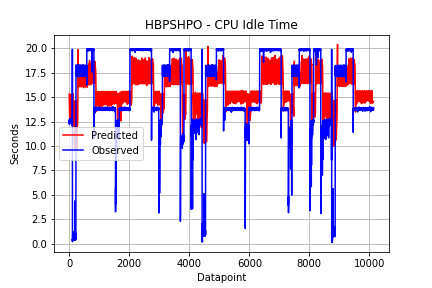 HBPSHPO - CPU Idle Time
20.0
17.5
15.0
12.5
10.0
7.5
5.0
2.5
0.0
Seconds
Predicted
Observed
0 2000 4000 6000 8000 10000
Datapoint